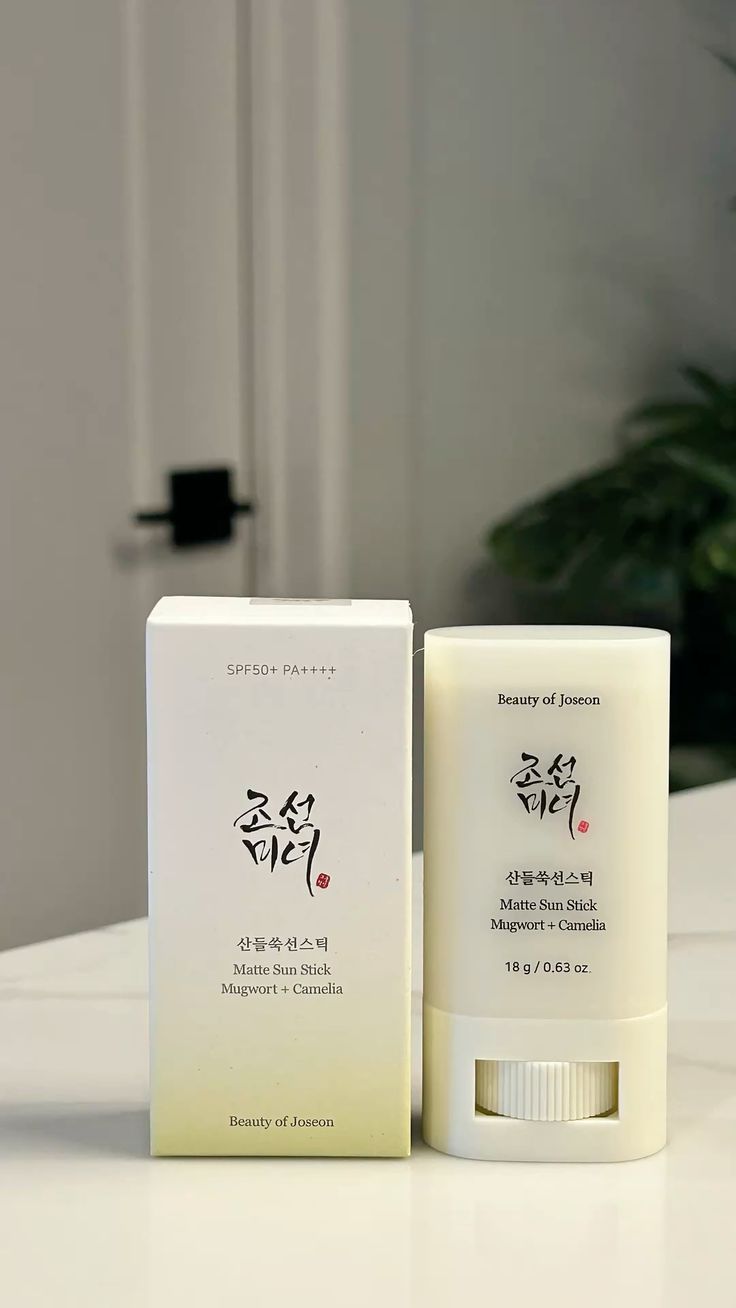 SPF50+ PA++++
조선
미녀
산들쑥선스틱
Matte Sun Stick
Mugwort + Camelia
Beauty of Joseon
Beauty of Joseon
조선
미녀
산들쑥선스틱
Matte Sun Stick
Mugwort + Camelia
18 g / 0.63 oz.